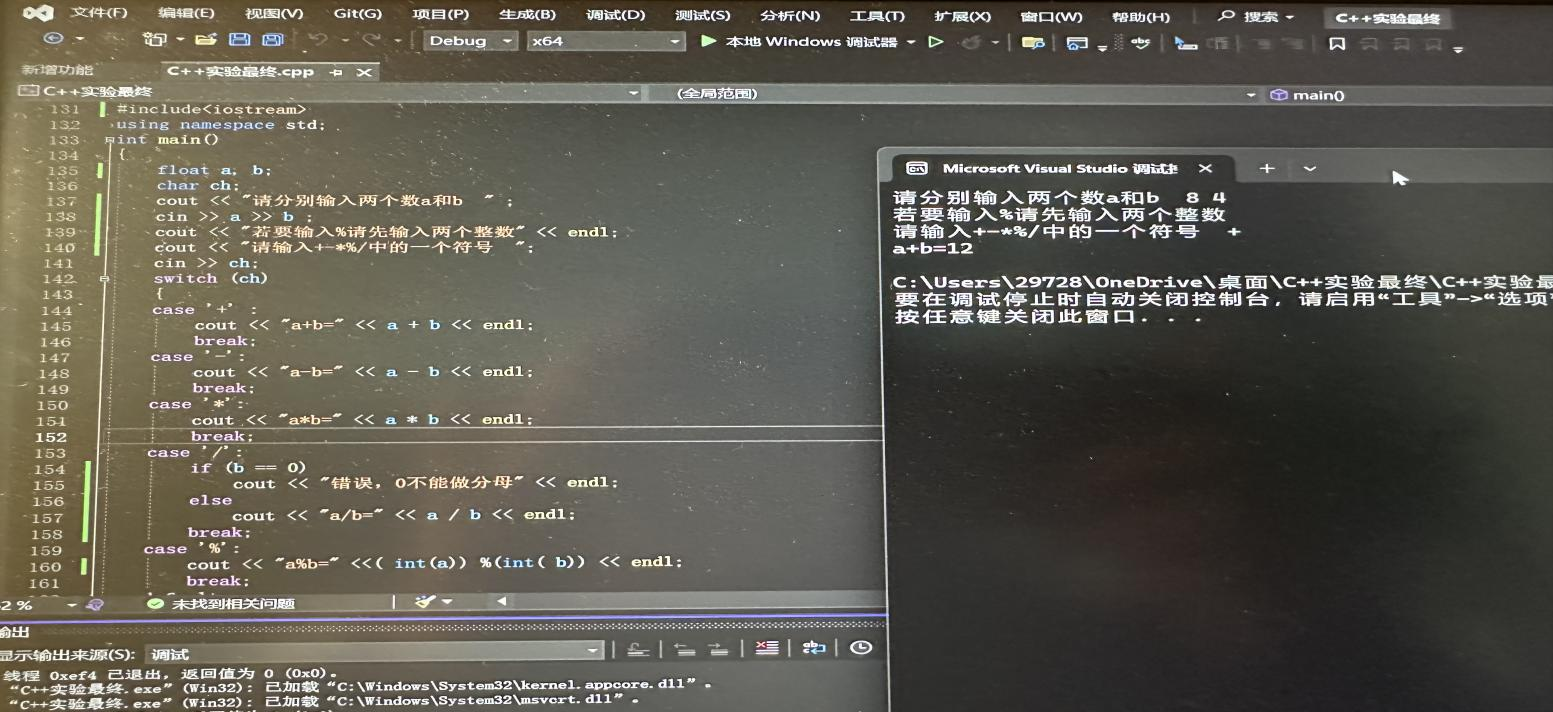 文件(F) 编辑(E) 视图(V) Git(G) 项目(P) 生成(B) 调试(D) 测试(S) 分析(N) 工具(T) 扩展(X) 窗口(W) 帮助(H) 搜索 C++实验最终
Debug x64 本地 Windows 调试器
新增功能 C++实验最终.cpp
C++实验最终 (全局范围) main()
131 #include<iostream>
132 using namespace std;
133 int main()
134 {
135 float a, b;
136 char ch;
137 cout << "请分别输入两个数a和b  " ;
138 cin >> a >> b ;
139 cout << "若要输入%请先输入两个整数" << endl;
140 cout << "请输入+-*%/中的一个符号  ";
141 cin >> ch;
142 switch (ch)
143 {
144 case '+' :
145 cout << "a+b=" << a + b << endl;
146 break;
147 case '-':
148 cout << "a-b=" << a - b << endl;
149 break;
150 case '*':
151 cout << "a*b=" << a * b << endl;
152 break;
153 case '/':
154 if (b == 0)
155 cout << "错误，0不能做分母" << endl;
156 else
157 cout << "a/b=" << a / b << endl;
158 break;
159 case '%':
160 cout << "a%b=" <<( int(a)) %(int( b)) << endl;
161 break;
Microsoft Visual Studio 调试
请分别输入两个数a和b  8 4
若要输入%请先输入两个整数
请输入+-*%/中的一个符号  +
a+b=12
C:\Users\29728\OneDrive\桌面\C++实验最终\C++实验最
要在调试停止时自动关闭控制台，请启用“工具”->“选项”
按任意键关闭此窗口. . .
2 % 未找到相关问题
输出
显示输出来源(S): 调试
线程 0xef4 已退出，返回值为 0 (0x0)。
“C++实验最终.exe” (Win32): 已加载 “C:\Windows\System32\kernel.appcore.dll”。
“C++实验最终.exe” (Win32): 已加载 “C:\Windows\System32\msvcrt.dll”。